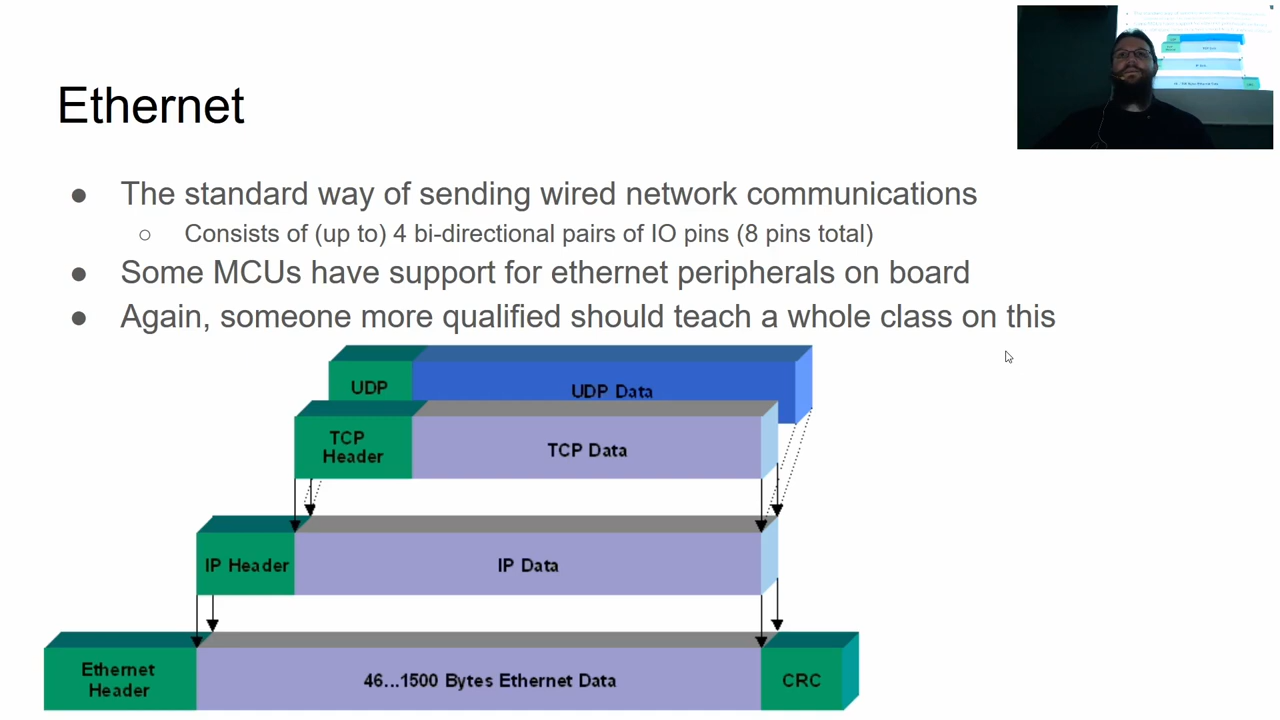 Ethernet
● The standard way of sending wired network communications
○ Consists of (up to) 4 bi-directional pairs of IO pins (8 pins total)
● Some MCUs have support for ethernet peripherals on board
● Again, someone more qualified should teach a whole class on this
UDP
UDP Data
TCP
Header
TCP Data
IP Header
IP Data
Ethernet
Header
46...1500 Bytes Ethernet Data
CRC